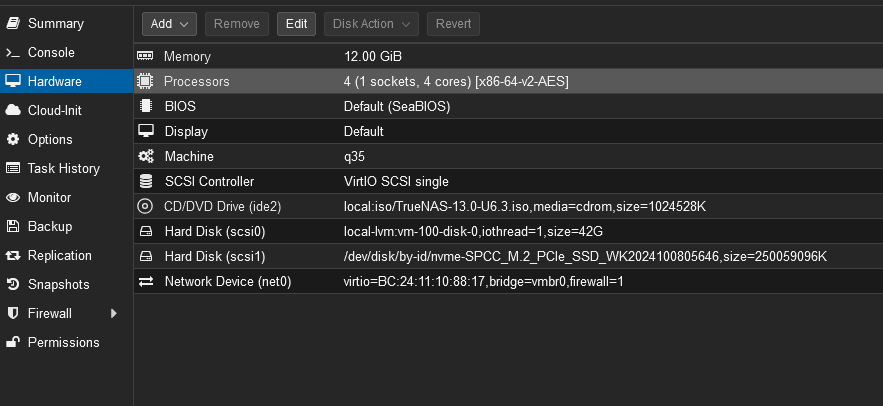 Summary
Console
Hardware
Cloud-Init
Options
Task History
Monitor
Backup
Replication
Snapshots
Firewall
Permissions
Add Remove Edit Disk Action Revert
Memory 12.00 GiB
Processors 4 (1 sockets, 4 cores) [x86-64-v2-AES]
BIOS Default (SeaBIOS)
Display Default
Machine q35
SCSI Controller VirtIO SCSI single
CD/DVD Drive (ide2) local:iso/TrueNAS-13.0-U6.3.iso,media=cdrom,size=1024528K
Hard Disk (scsi0) local-lvm:vm-100-disk-0,iothread=1,size=42G
Hard Disk (scsi1) /dev/disk/by-id/nvme-SPCC_M.2_PCIe_SSD_WK2024100805646,size=250059096K
Network Device (net0) virtio=BC:24:11:10:88:17,bridge=vmbr0,firewall=1